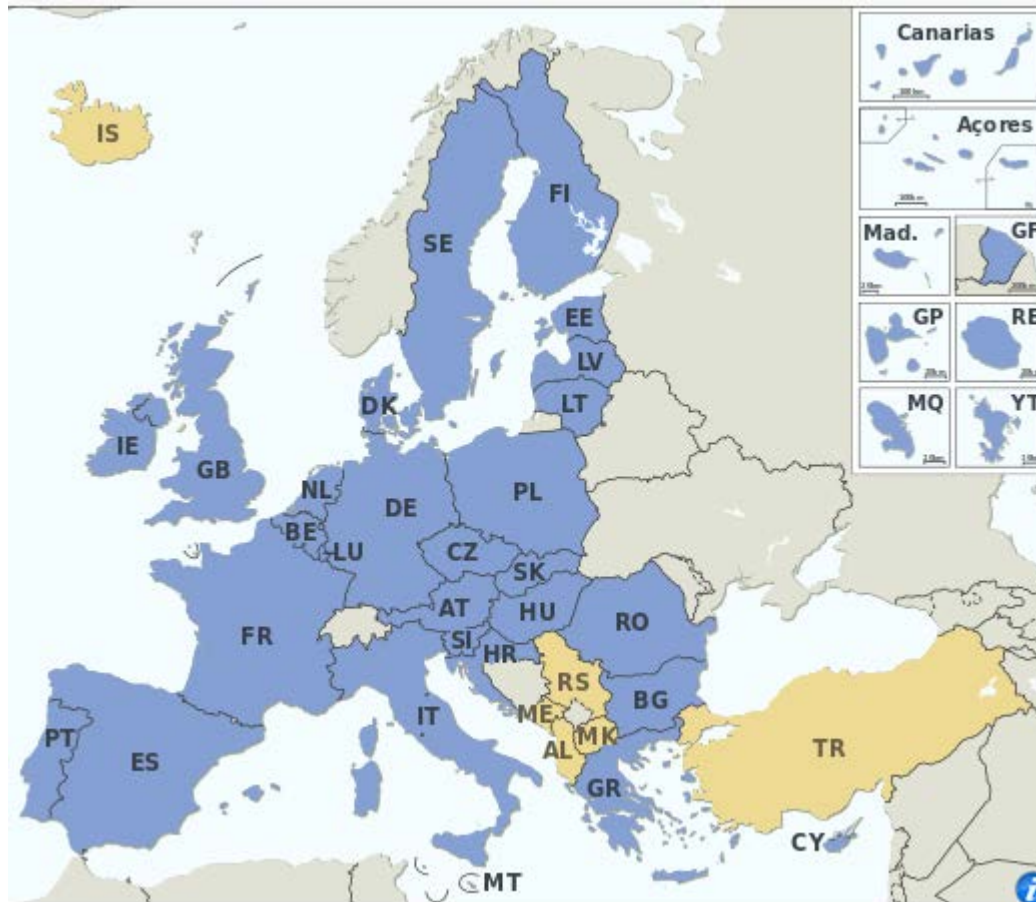 Canarias
Açores
IS
Mad.
GF
FI
SE
GP
RE
EE
LV
LT
DK
MQ
YT
IE
GB
NL
DE
PL
BE
LU
CZ
SK
AT
HU
RO
FR
SI
HR
RS
BG
IT
ME
MK
AL
TR
PT
ES
GR
CY
MT
i